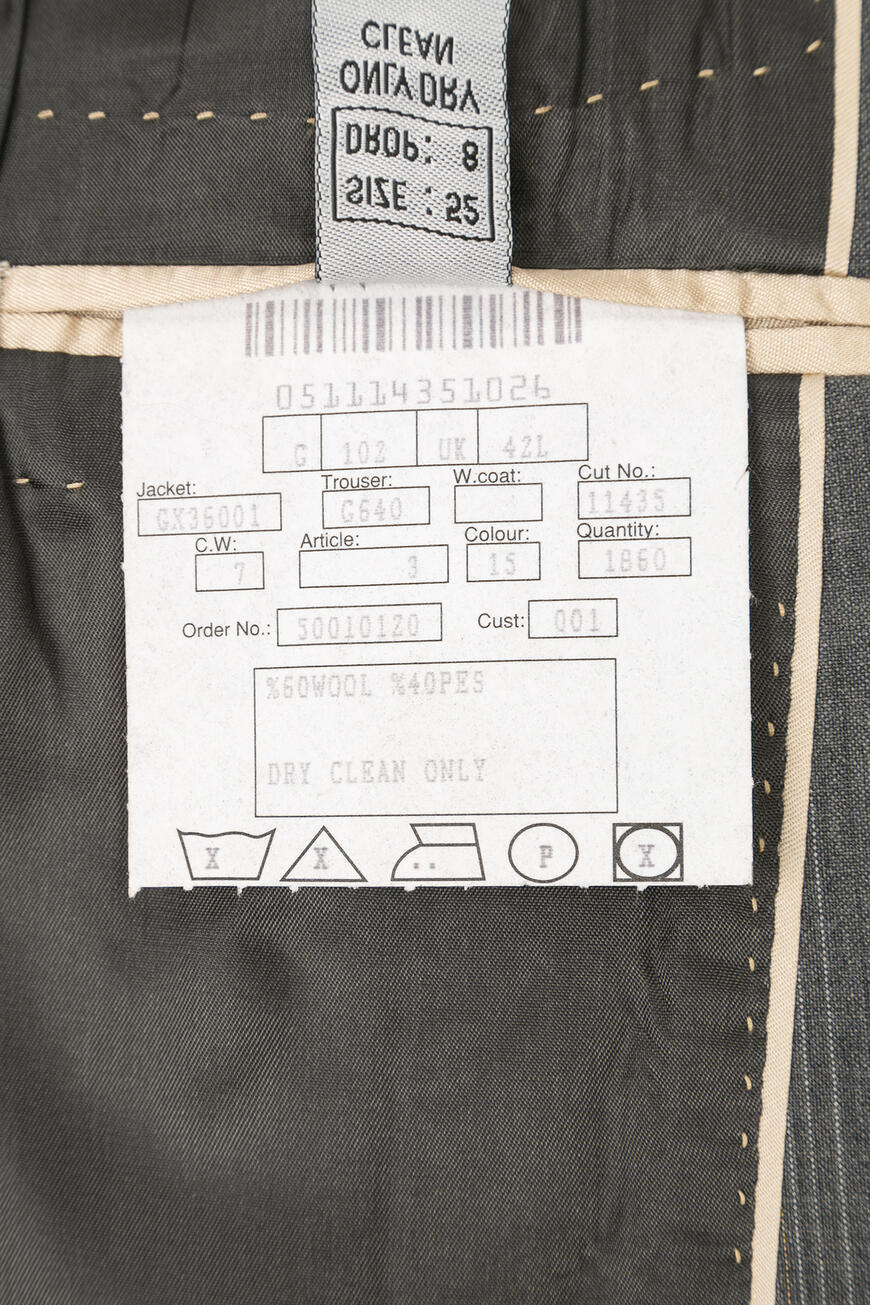 CLEAN
ONLY DRY
DROP: 8
SIZE : 52
051114351026
G 102 UK 42L
Jacket: Trouser: W.coat: Cut No.:
GX36001 G640 11435
C.W: Article: Colour: Quantity:
7 3 15 1860
Order No.: 50010120 Cust: 001
%60WOOL %40PES
DRY CLEAN ONLY
X X .. P X